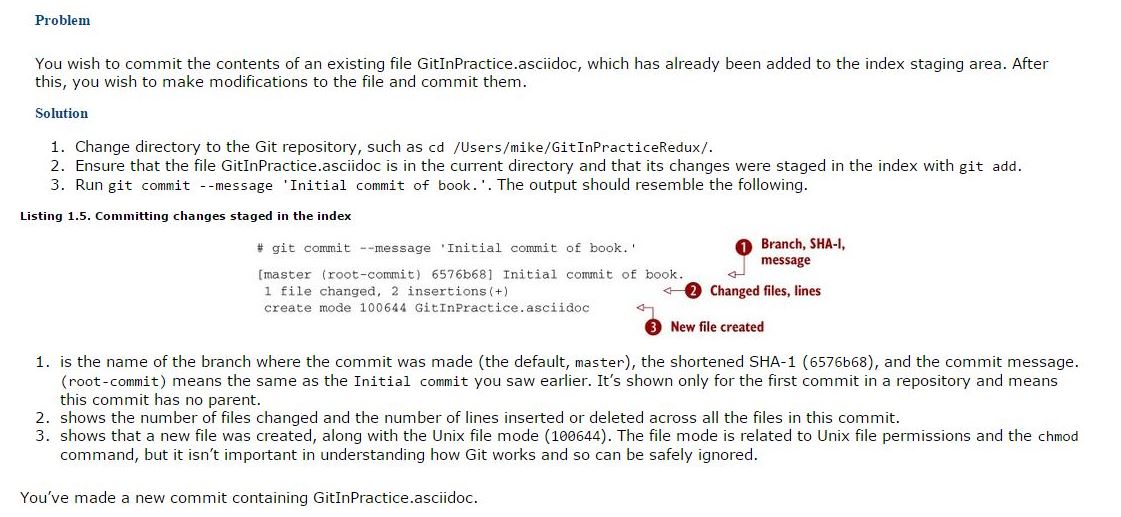 Problem
You wish to commit the contents of an existing file GitInPractice.asciidoc, which has already been added to the index staging area. After
this, you wish to make modifications to the file and commit them.
Solution
1. Change directory to the Git repository, such as cd /Users/mike/GitInPracticeRedux/.
2. Ensure that the file GitInPractice.asciidoc is in the current directory and that its changes were staged in the index with git add.
3. Run git commit --message 'Initial commit of book.'. The output should resemble the following.
Listing 1.5. Committing changes staged in the index
# git commit --message 'Initial commit of book.'
1 Branch, SHA-I,
message
[master (root-commit) 6576b68] Initial commit of book.
1 file changed, 2 insertions(+)
2 Changed files, lines
create mode 100644 GitInPractice.asciidoc
3 New file created
1. is the name of the branch where the commit was made (the default, master), the shortened SHA-1 (6576b68), and the commit message.
(root-commit) means the same as the Initial commit you saw earlier. It’s shown only for the first commit in a repository and means
this commit has no parent.
2. shows the number of files changed and the number of lines inserted or deleted across all the files in this commit.
3. shows that a new file was created, along with the Unix file mode (100644). The file mode is related to Unix file permissions and the chmod
command, but it isn’t important in understanding how Git works and so can be safely ignored.
You’ve made a new commit containing GitInPractice.asciidoc.